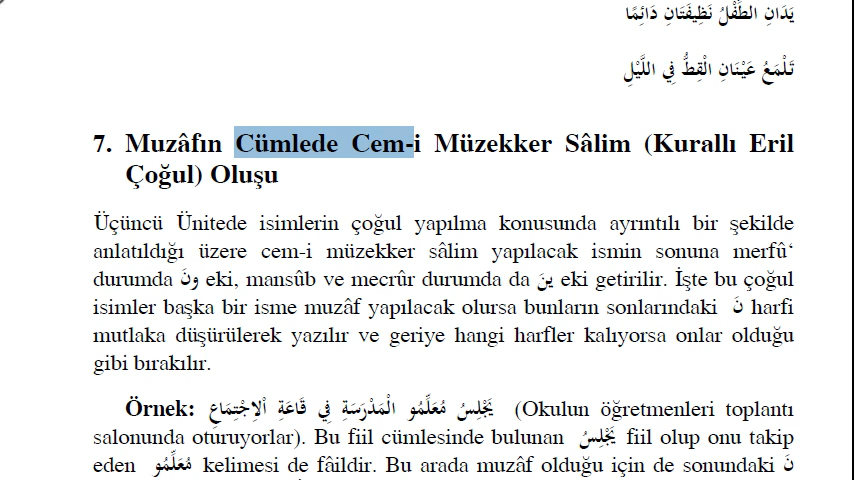 يَدَانِ الطِّفْلُ نَظِيفَتَانِ دَائِمًا
تَلْمَعُ عَيْنَانِ الْقِطُّ فِي اللَّيْلِ
7. Muzâfın Cümlede Cem-i Müzekker Sâlim (Kurallı Eril
Çoğul) Oluşu
Üçüncü Ünitede isimlerin çoğul yapılma konusunda ayrıntılı bir şekilde
anlatıldığı üzere cem-i müzekker sâlim yapılacak ismin sonuna merfû‘
durumda ونَ eki, mansûb ve mecrûr durumda da ينَ eki getirilir. İşte bu çoğul
isimler başka bir isme muzâf yapılacak olursa bunların sonlarındaki نَ harfi
mutlaka düşürülerek yazılır ve geriye hangi harfler kalıyorsa onlar olduğu
gibi bırakılır.
Örnek: يَجْلِسُ مُعَلِّمُو الْمَدْرَسَةِ فِي قَاعَةِ اْلاِجْتِمَاعِ (Okulun öğretmenleri toplantı
salonunda oturuyorlar). Bu fiil cümlesinde bulunan يَجْلِسُ fiil olup onu takip
eden مُعَلِّمُو kelimesi de fâildir. Bu arada muzâf olduğu için de sonundaki نَ